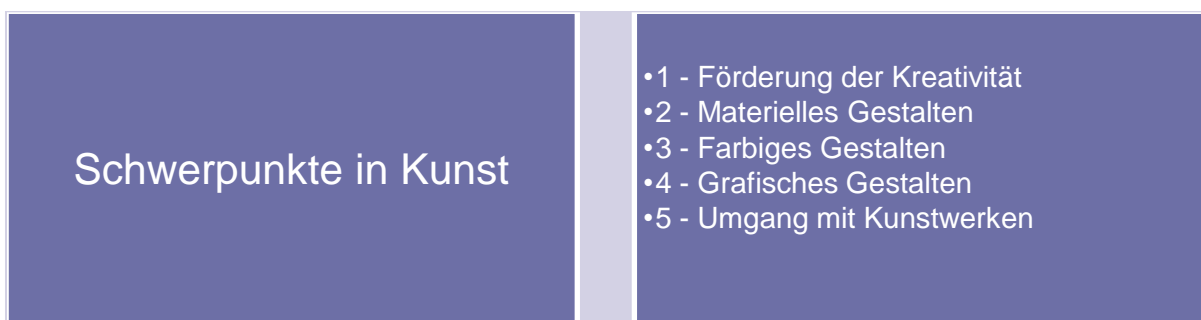 Schwerpunkte in Kunst
•1 - Förderung der Kreativität
•2 - Materielles Gestalten
•3 - Farbiges Gestalten
•4 - Grafisches Gestalten
•5 - Umgang mit Kunstwerken